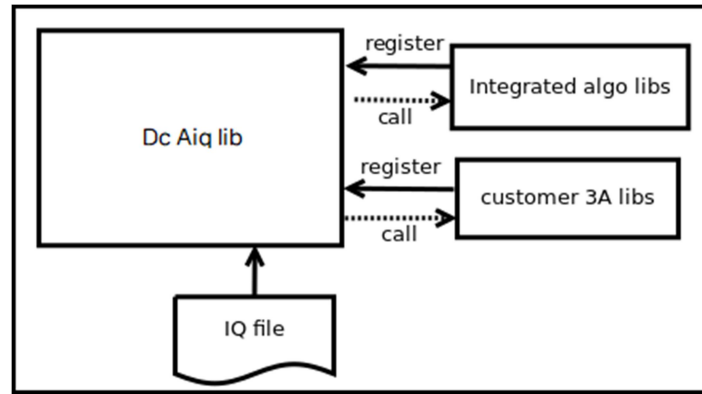 register
Integrated algo libs
call
Dc Aiq lib
register
customer 3A libs
call
IQ file